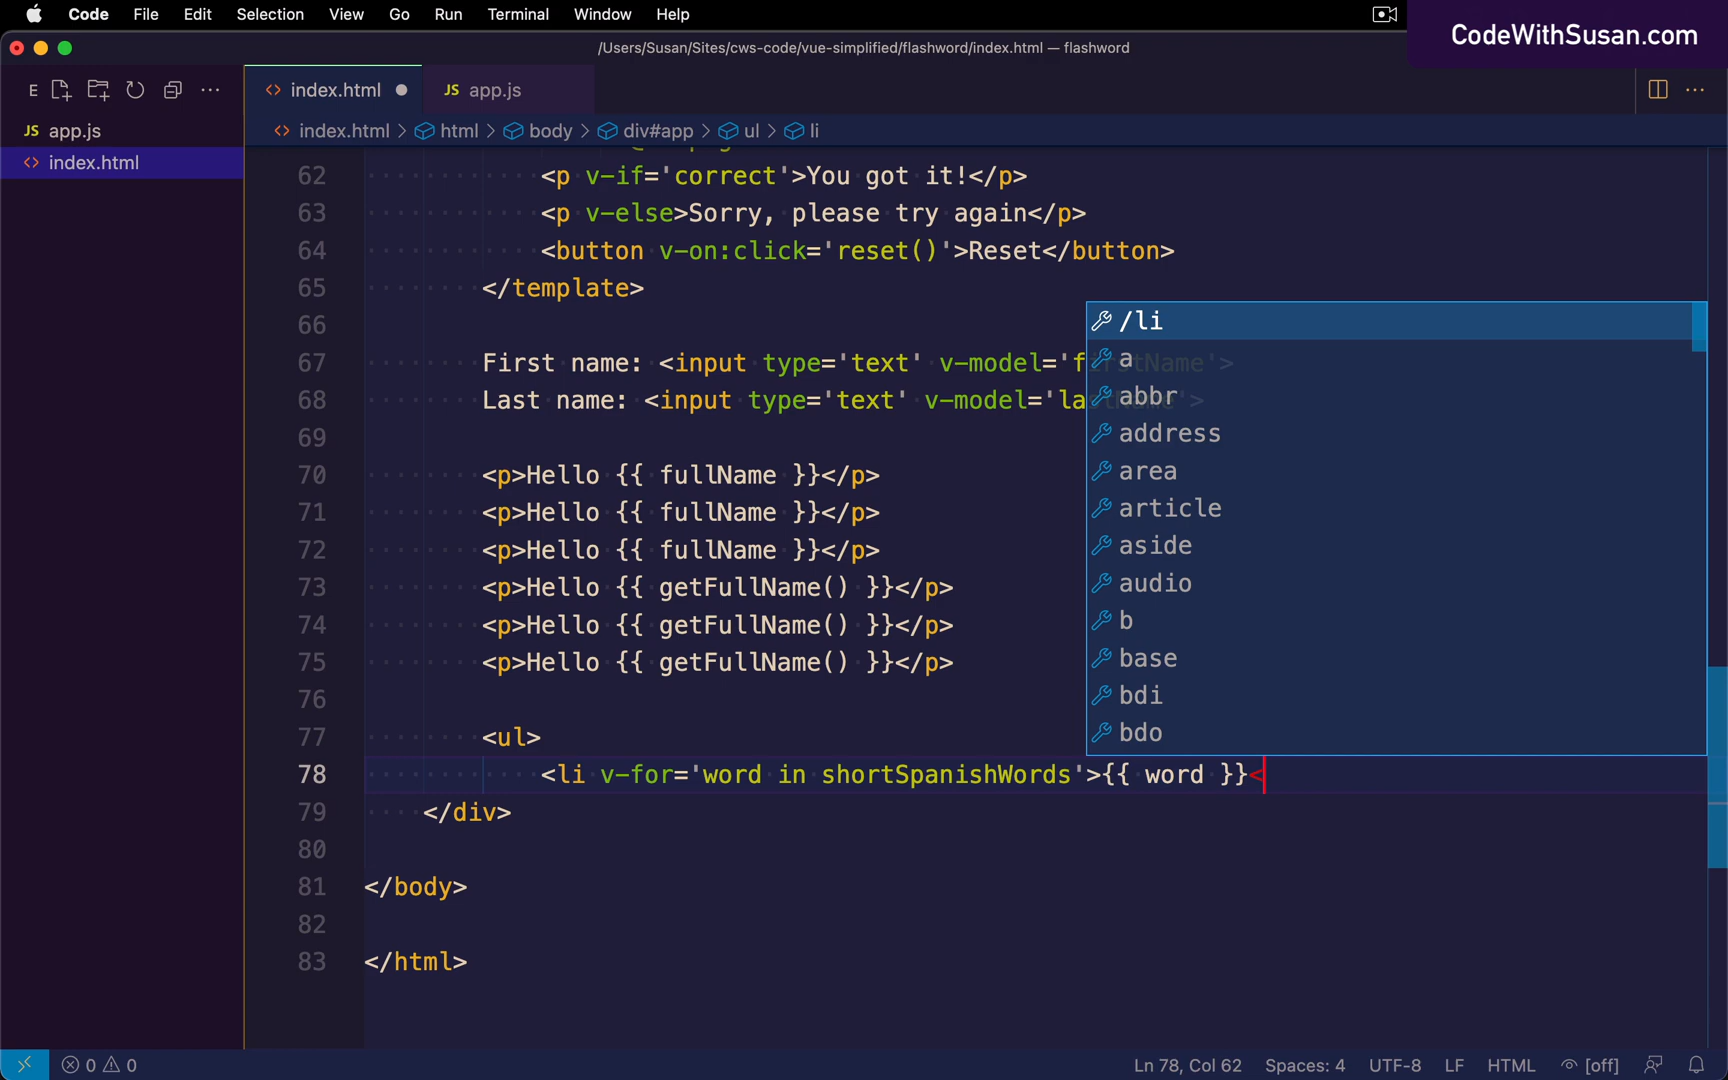 Code File Edit Selection View Go Run Terminal Window Help
CodeWithSusan.com
/Users/Susan/Sites/cws-code/vue-simplified/flashword/index.html — flashword
E
<> index.html ● JS app.js
JS app.js
<> index.html
<> index.html > html > body > div#app > ul > li
62 <p v-if='correct'>You got it!</p>
63 <p v-else>Sorry, please try again</p>
64 <button v-on:click='reset()'>Reset</button>
65 </template>
66
67 First name: <input type='text' v-model='firstName'>
68 Last name: <input type='text' v-model='lastName'>
69
70 <p>Hello {{ fullName }}</p>
71 <p>Hello {{ fullName }}</p>
72 <p>Hello {{ fullName }}</p>
73 <p>Hello {{ getFullName() }}</p>
74 <p>Hello {{ getFullName() }}</p>
75 <p>Hello {{ getFullName() }}</p>
76
77 <ul>
78 <li v-for='word in shortSpanishWords'>{{ word }}<
79 </div>
80
81 </body>
82
83 </html>
/li
a
abbr
address
area
article
aside
audio
b
base
bdi
bdo
0 0 Ln 78, Col 62 Spaces: 4 UTF-8 LF HTML [off]